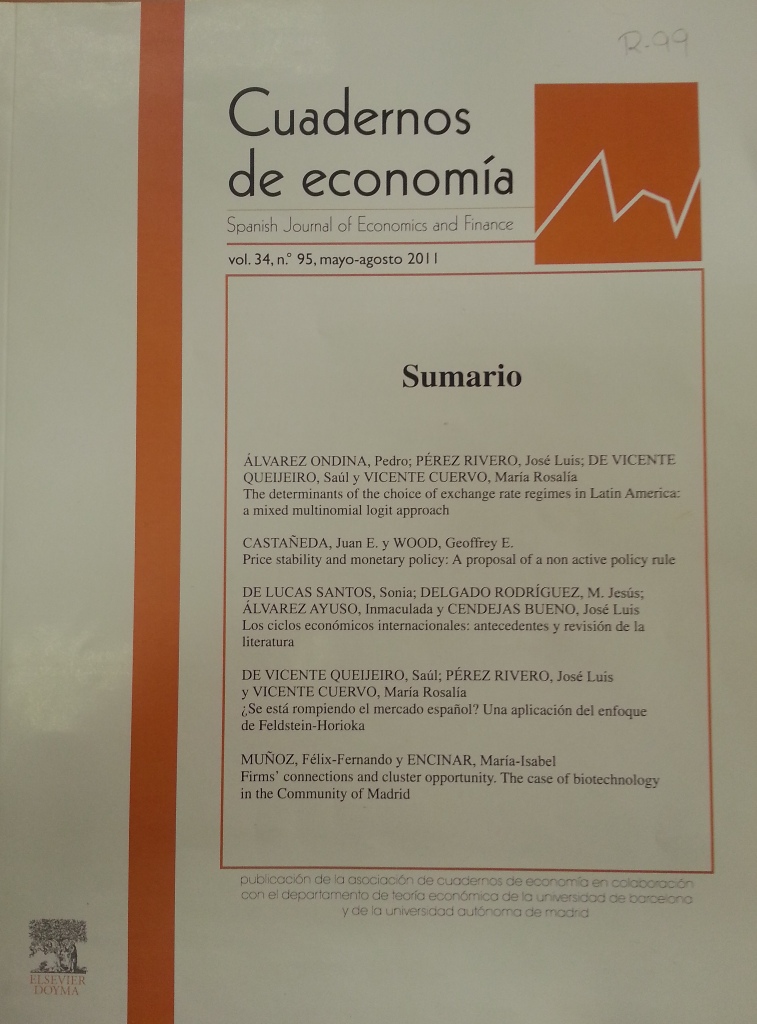 R-99
Cuadernos
de economía
Spanish Journal of Economics and Finance
vol. 34, n.° 95, mayo-agosto 2011
Sumario
ÁLVAREZ ONDINA, Pedro; PÉREZ RIVERO, José Luis; DE VICENTE
QUEIJEIRO, Saúl y VICENTE CUERVO, María Rosalía
The determinants of the choice of exchange rate regimes in Latin America:
a mixed multinomial logit approach
CASTAÑEDA, Juan E. y WOOD, Geoffrey E.
Price stability and monetary policy: A proposal of a non active policy rule
DE LUCAS SANTOS, Sonia; DELGADO RODRÍGUEZ, M. Jesús;
ÁLVAREZ AYUSO, Inmaculada y CENDEJAS BUENO, José Luis
Los ciclos económicos internacionales: antecedentes y revisión de la
literatura
DE VICENTE QUEIJEIRO, Saúl; PÉREZ RIVERO, José Luis
y VICENTE CUERVO, María Rosalía
¿Se está rompiendo el mercado español? Una aplicación del enfoque
de Feldstein-Horioka
MUÑOZ, Félix-Fernando y ENCINAR, María-Isabel
Firms' connections and cluster opportunity. The case of biotechnology
in the Community of Madrid
publicación de la asociación de cuadernos de economía en colaboración
con el departamento de teoría económica de la universidad de barcelona
y de la universidad autónoma de madrid
ELSEVIER
DOYMA